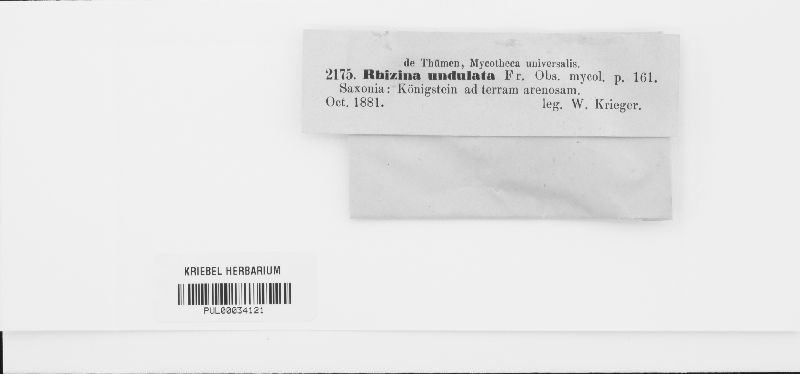 de Thümen, Mycotheca universalis.
2175. Rhizina undulata Fr. Obs. mycol. p. 161.
Saxonia: Königstein ad terram arenosam.
Oct. 1881. leg. W. Krieger.
KRIEBEL HERBARIUM
PUL00034121